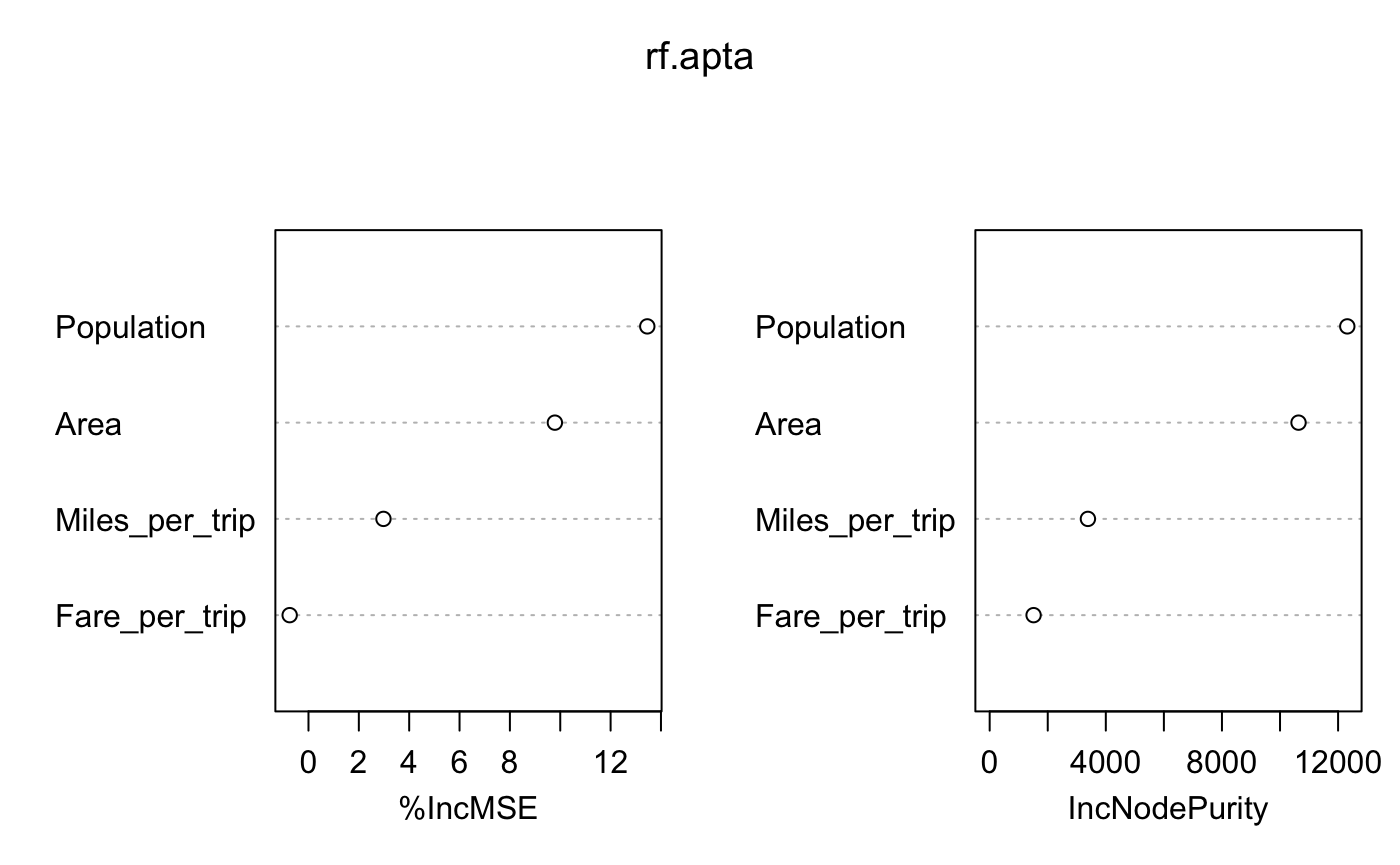 rf.apta
Population
Area
Miles_per_trip
Fare_per_trip
0 2 4 6 8 12
%IncMSE
Population
Area
Miles_per_trip
Fare_per_trip
0 4000 8000 12000
IncNodePurity